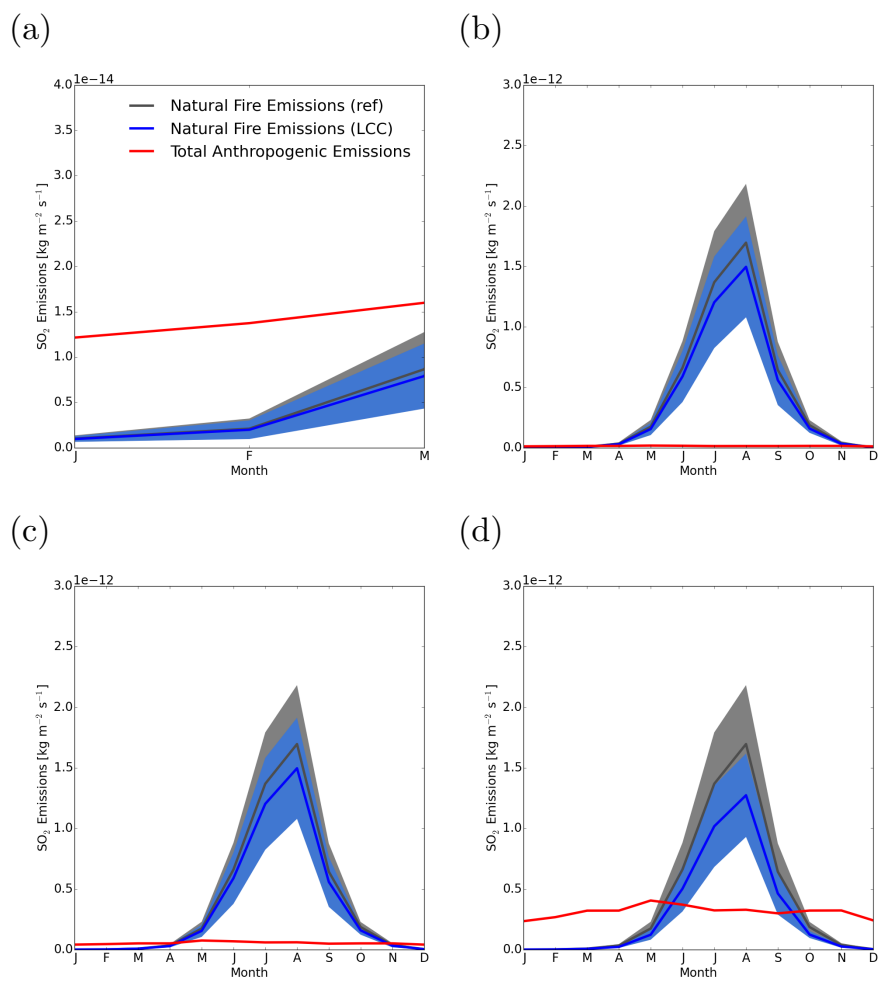 (a)
1e−14
4.0
3.5
3.0
2.5
2.0
1.5
1.0
0.5
0.0
SO₂ Emissions [kg m⁻² s⁻¹]
Natural Fire Emissions (ref)
Natural Fire Emissions (LCC)
Total Anthropogenic Emissions
J F M
Month
(b)
1e−12
3.0
2.5
2.0
1.5
1.0
0.5
0.0
SO₂ Emissions [kg m⁻² s⁻¹]
J F M A M J J A S O N D
Month
(c)
1e−12
3.0
2.5
2.0
1.5
1.0
0.5
0.0
SO₂ Emissions [kg m⁻² s⁻¹]
J F M A M J J A S O N D
Month
(d)
1e−12
3.0
2.5
2.0
1.5
1.0
0.5
0.0
SO₂ Emissions [kg m⁻² s⁻¹]
J F M A M J J A S O N D
Month